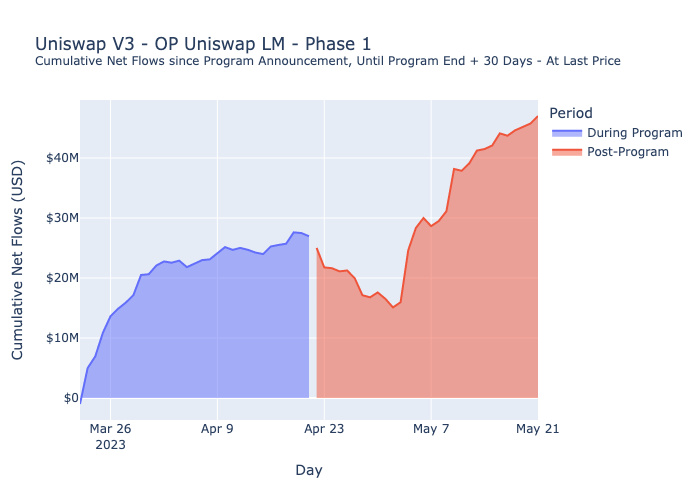 Uniswap V3 - OP Uniswap LM - Phase 1
Cumulative Net Flows since Program Announcement, Until Program End + 30 Days - At Last Price
Period
During Program
Post-Program
Cumulative Net Flows (USD)
$40M
$30M
$20M
$10M
$0
Mar 26
2023
Apr 9
Apr 23
May 7
May 21
Day